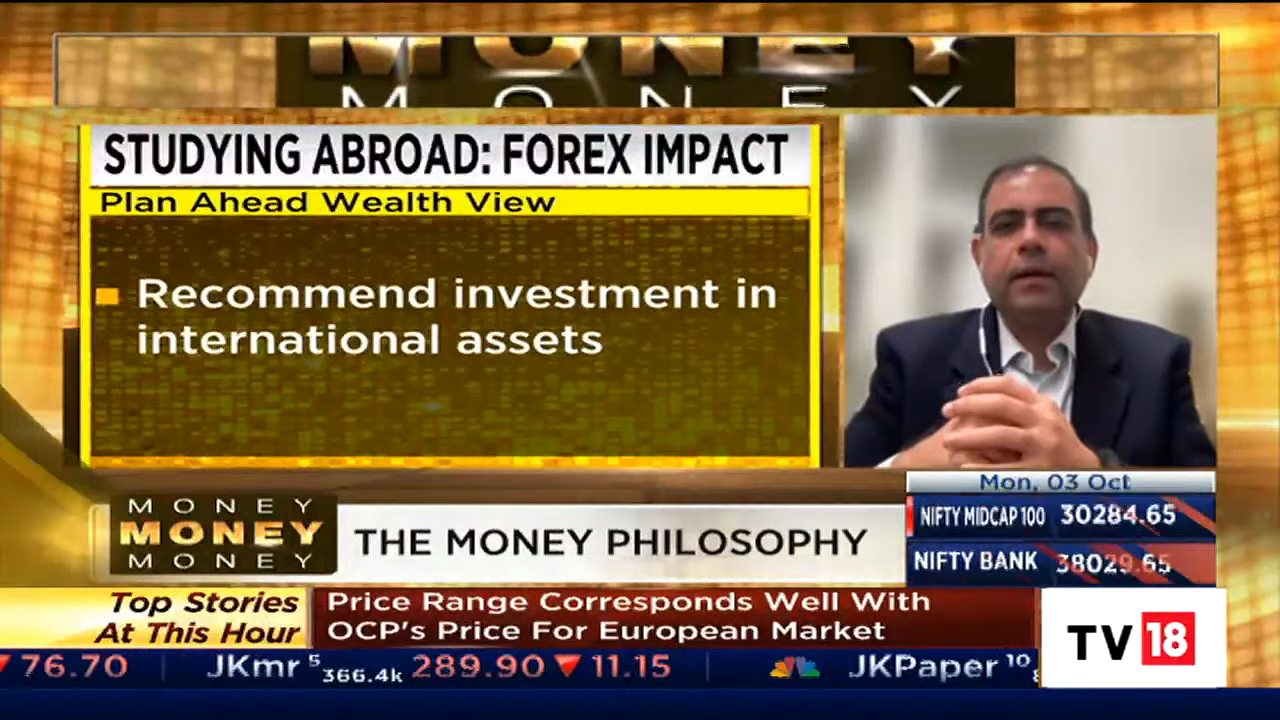 MONEY
MONEY
STUDYING ABROAD: FOREX IMPACT
Plan Ahead Wealth View
Recommend investment in
international assets
Mon, 03 Oct
NIFTY MIDCAP 100 30284.65
NIFTY BANK 38029.65
MONEY
MONEY
MONEY
THE MONEY PHILOSOPHY
Top Stories
At This Hour
Price Range Corresponds Well With
OCP's Price For European Market
TV18
76.70 JKmr 5 366.4k 289.90 11.15 JKPaper 10